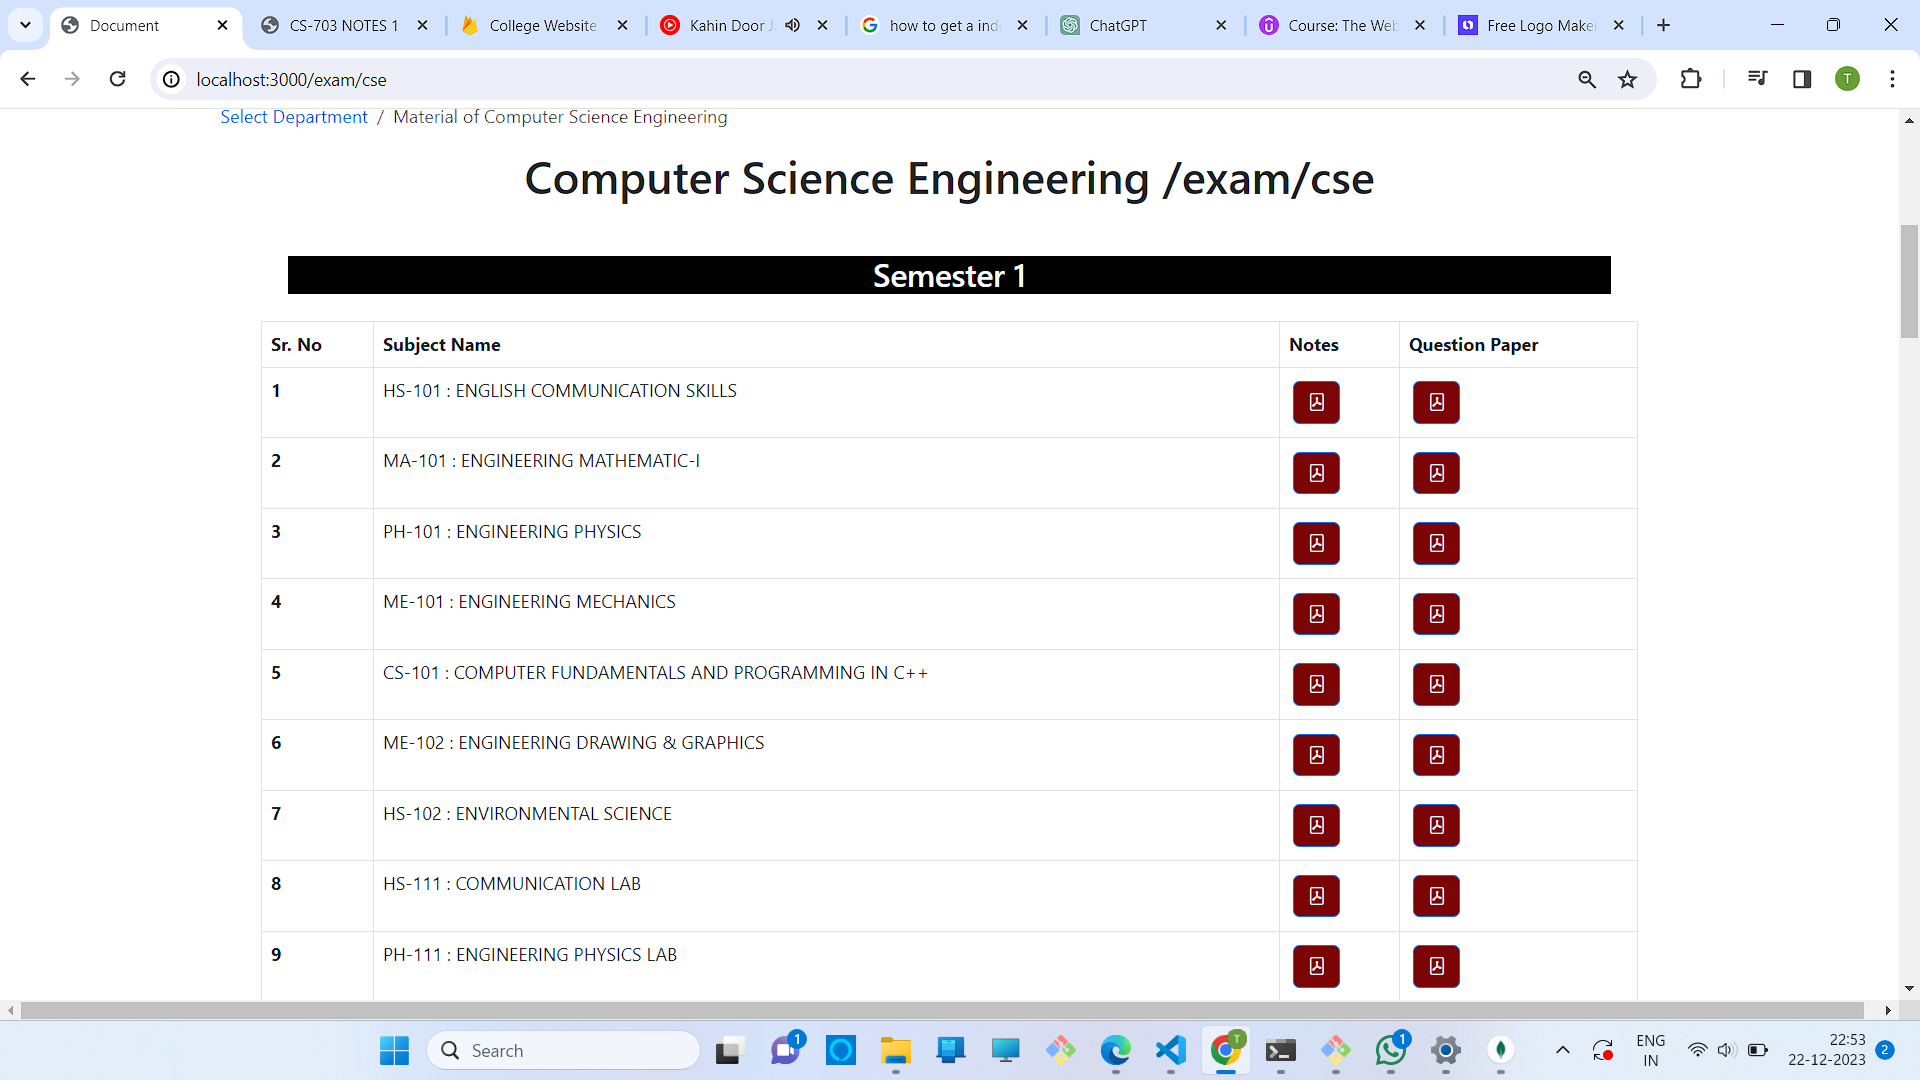 Document
CS-703 NOTES 1
College Website
Kahin Door J
how to get a ind
ChatGPT
Course: The Web
Free Logo Maker
localhost:3000/exam/cse
T
Select Department / Material of Computer Science Engineering
Computer Science Engineering /exam/cse
Semester 1
Sr. No Subject Name Notes Question Paper
1 HS-101 : ENGLISH COMMUNICATION SKILLS
2 MA-101 : ENGINEERING MATHEMATIC-I
3 PH-101 : ENGINEERING PHYSICS
4 ME-101 : ENGINEERING MECHANICS
5 CS-101 : COMPUTER FUNDAMENTALS AND PROGRAMMING IN C++
6 ME-102 : ENGINEERING DRAWING & GRAPHICS
7 HS-102 : ENVIRONMENTAL SCIENCE
8 HS-111 : COMMUNICATION LAB
9 PH-111 : ENGINEERING PHYSICS LAB
Search
1
T
1
ENG
IN
22:53
22-12-2023
2